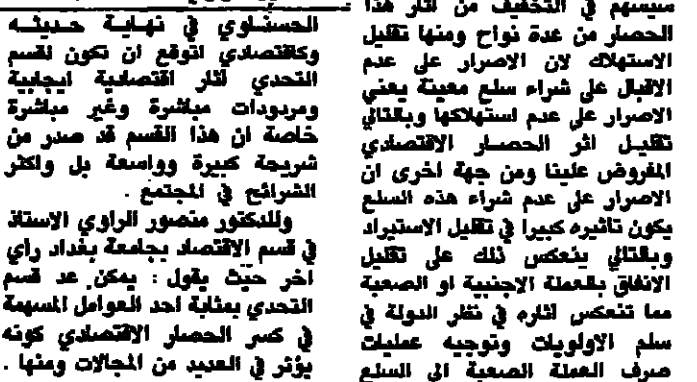 سيسهم في التخفيف من اثار هذا
الحصار من عدة نواح ومنها تقليل
الاستهلاك لان الاصرار على عدم
الاقبال على شراء سلع معينة يعني
الاصرار على عدم استهلاكها وبالتالي
تقليل اثر الحصار الاقتصادي
المفروض علينا ومن جهة اخرى ان
الاصرار على عدم شراء هذه السلع
يكون تاثيره كبيرا في تقليل الاستيراد
وبالتالي ينعكس ذلك على تقليل
الانفاق بالعملة الاجنبية او الصعبة
مما تنعكس اثاره في نظر الدولة في
سلم الاولويات وتوجيه عمليات
صرف العملة الصعبة الى السلع
الحسناوي في نهاية حديثه
وكاقتصادي اتوقع ان تكون لقسم
التحدي اثار اقتصادية ايجابية
ومردودات مباشرة وغير مباشرة
خاصة ان هذا القسم قد صدر من
شريحة كبيرة وواسعة بل واكثر
الشرائح في المجتمع .
وللدكتور منصور الراوي الاستاذ
في قسم الاقتصاد بجامعة بغداد راي
اخر حيث يقول : يمكن عد قسم
التحدي بمثابة احد العوامل المسهمة
في كسر الحصار الاقتصادي كونه
يؤثر في العديد من المجالات ومنها .